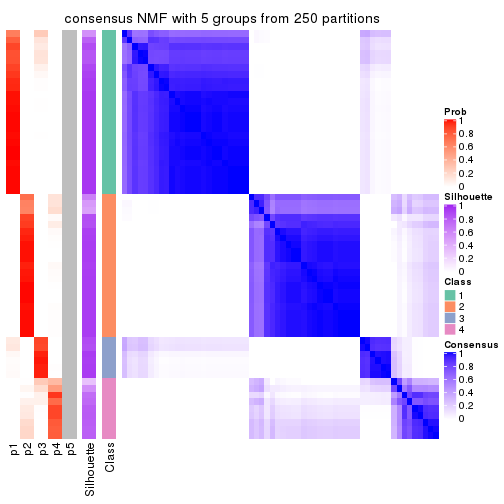 consensus NMF with 5 groups from 250 partitions
Prob
1
0.8
0.6
0.4
0.2
0
Silhouette
1
0.8
0.6
0.4
0.2
0
Class
1
2
3
4
Consensus
1
0.8
0.6
0.4
0.2
0
p1
p2
p3
p4
p5
Silhouette
Class